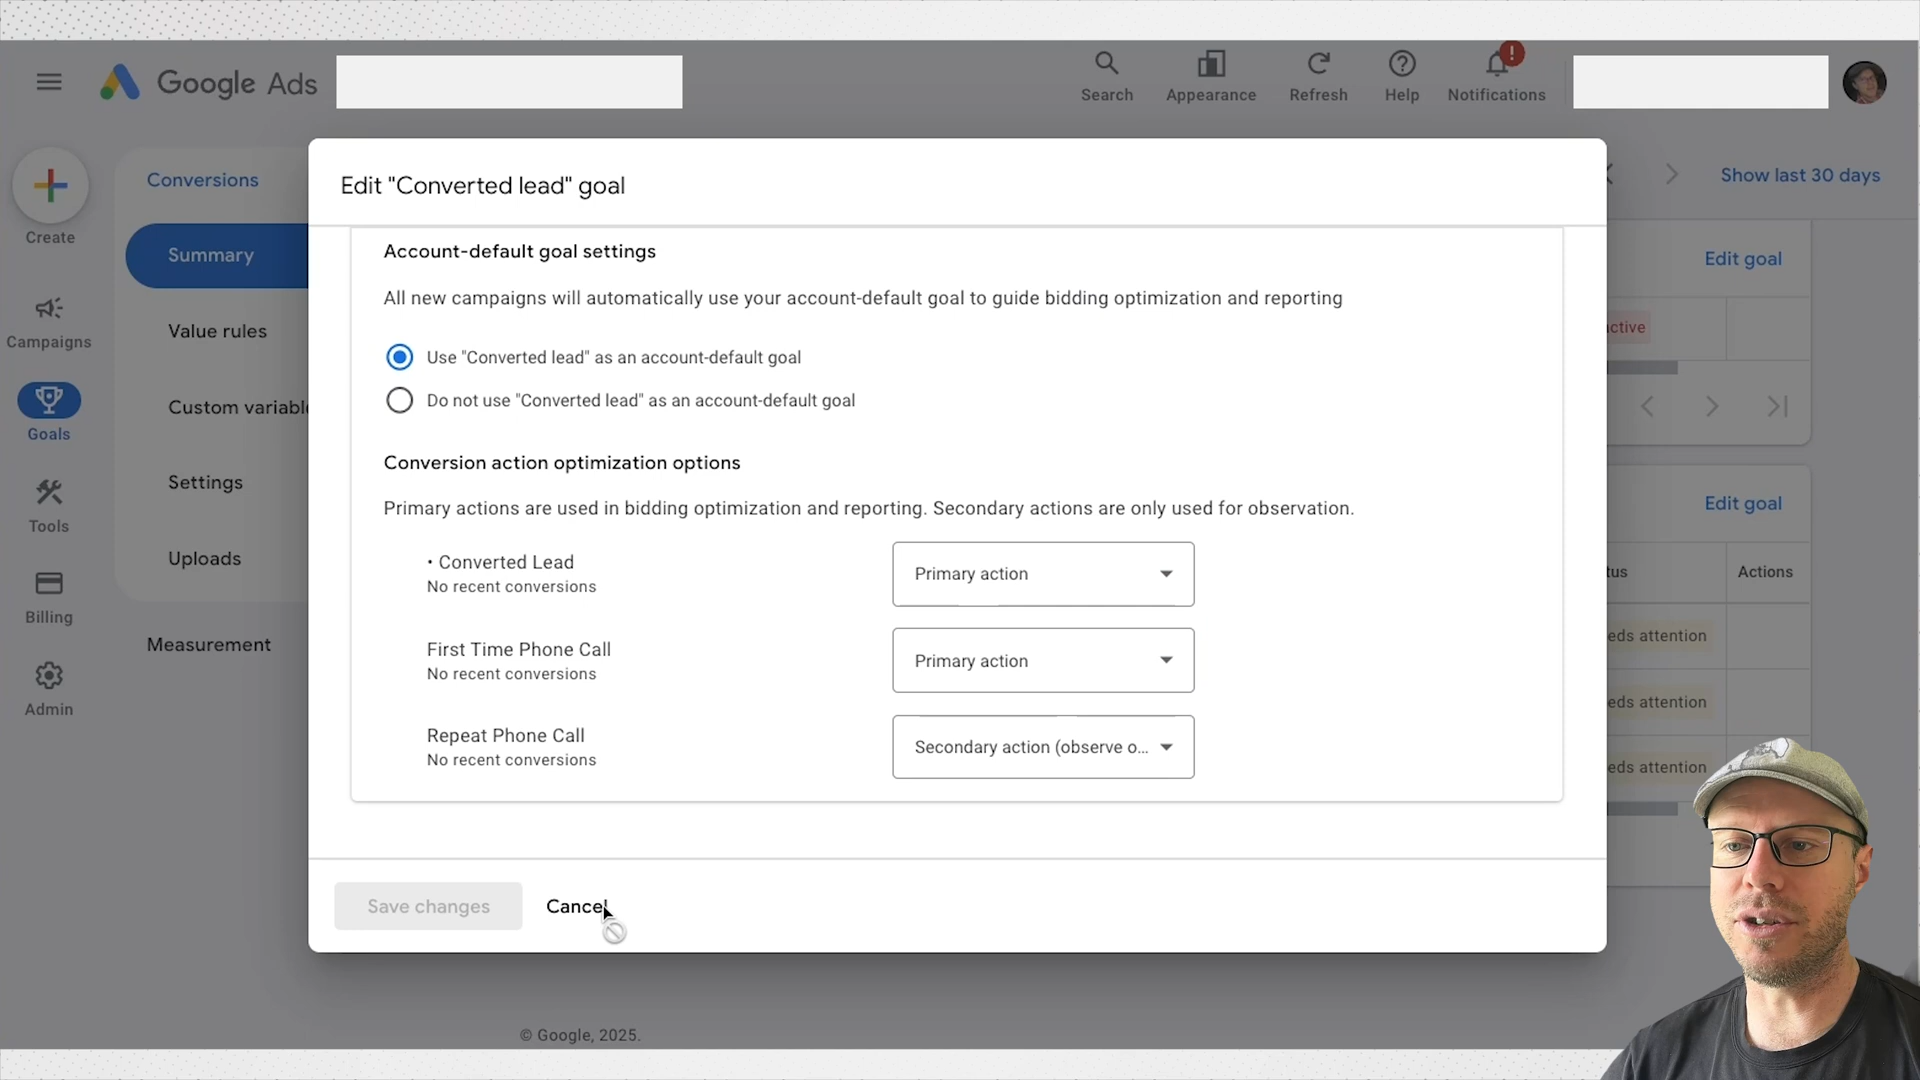 Google Ads
Search
Appearance
Refresh
Help
Notifications
!
Create
Campaigns
Goals
Tools
Billing
Admin
Conversions
Summary
Value rules
Custom variabl
Settings
Uploads
Measurement
Show last 30 days
Edit goal
active
Edit goal
tus
Actions
eds attention
eds attention
eds attention
Edit "Converted lead" goal
Account-default goal settings
All new campaigns will automatically use your account-default goal to guide bidding optimization and reporting
Use "Converted lead" as an account-default goal
Do not use "Converted lead" as an account-default goal
Conversion action optimization options
Primary actions are used in bidding optimization and reporting. Secondary actions are only used for observation.
• Converted Lead
No recent conversions
Primary action
First Time Phone Call
No recent conversions
Primary action
Repeat Phone Call
No recent conversions
Secondary action (observe o...
Save changes
Cancel
© Google, 2025.